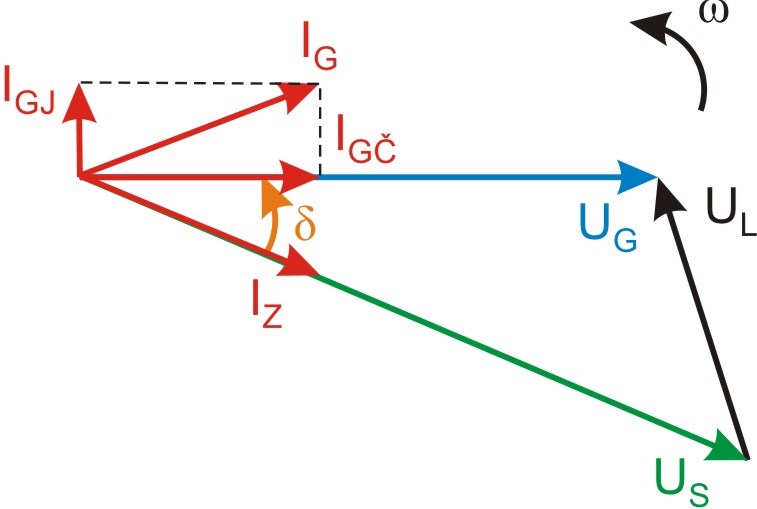 ω
I_G
I_GJ
I_GČ
δ
U_G
U_L
I_Z
U_S